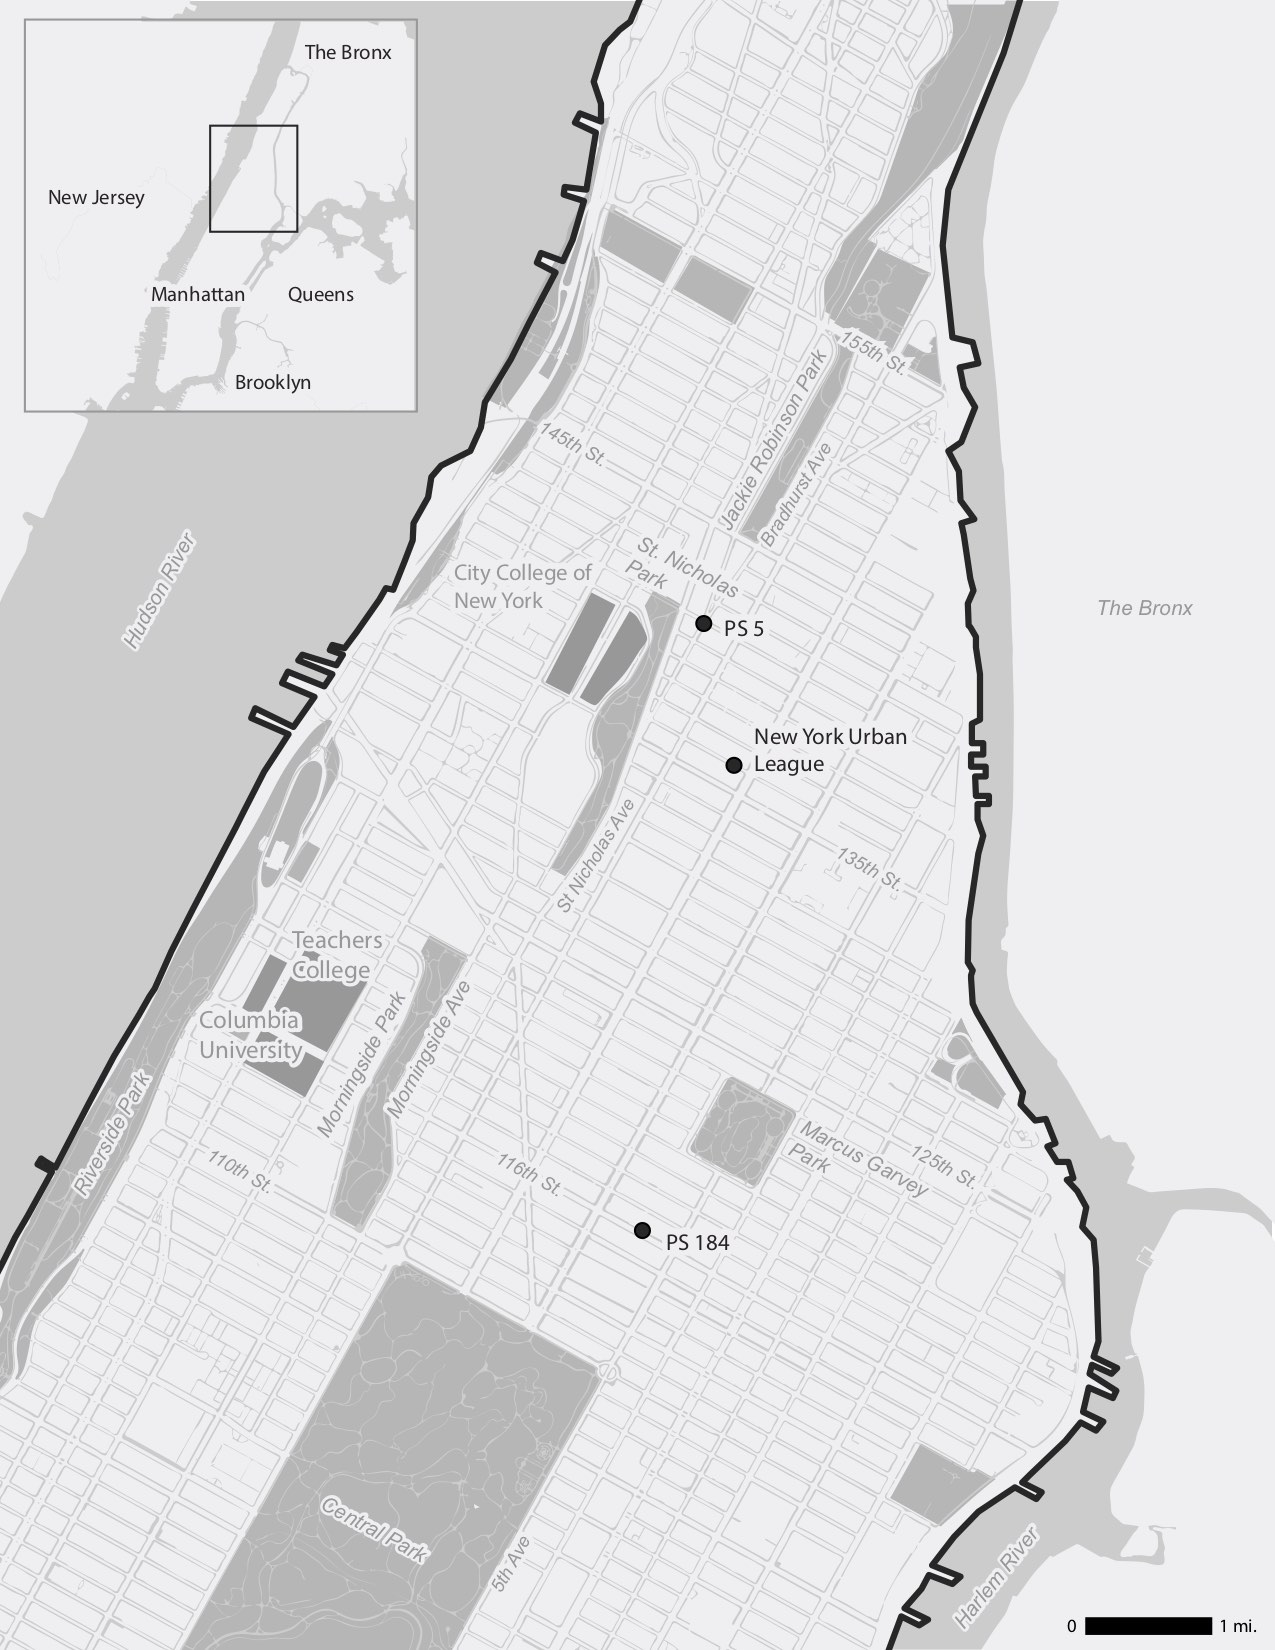 The Bronx
New Jersey
Manhattan
Queens
Brooklyn
155th St.
Jackie Robinson Park
Bradhurst Ave
145th St.
Hudson River
St. Nicholas
Park
City College of
New York
PS 5
The Bronx
New York Urban
League
St Nicholas Ave
135th St.
Teachers
College
Columbia
University
Morningside Park
Morningside Ave
Riverside Park
110th St.
116th St.
Marcus Garvey
Park
125th St.
PS 184
Central Park
5th Ave
Harlem River
0 1 mi.